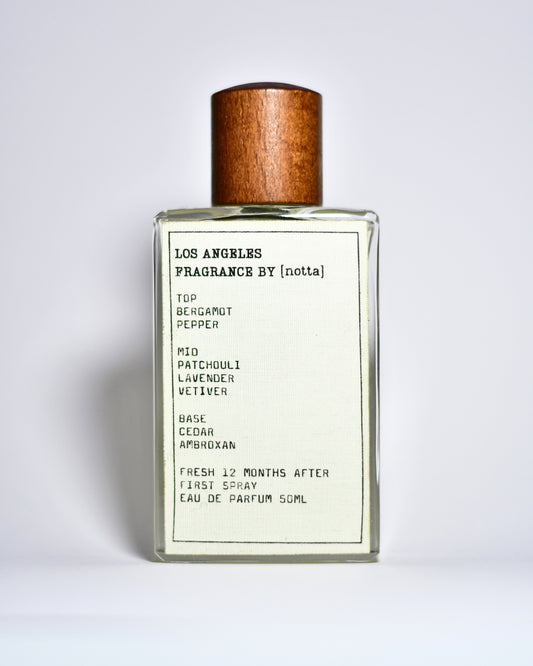 LOS ANGELES
FRAGRANCE BY [notta]
TOP
BERGAMOT
PEPPER
MID
PATCHOULI
LAVENDER
VETIVER
BASE
CEDAR
AMBROXAN
FRESH 12 MONTHS AFTER
FIRST SPRAY
EAU DE PARFUM 50ML